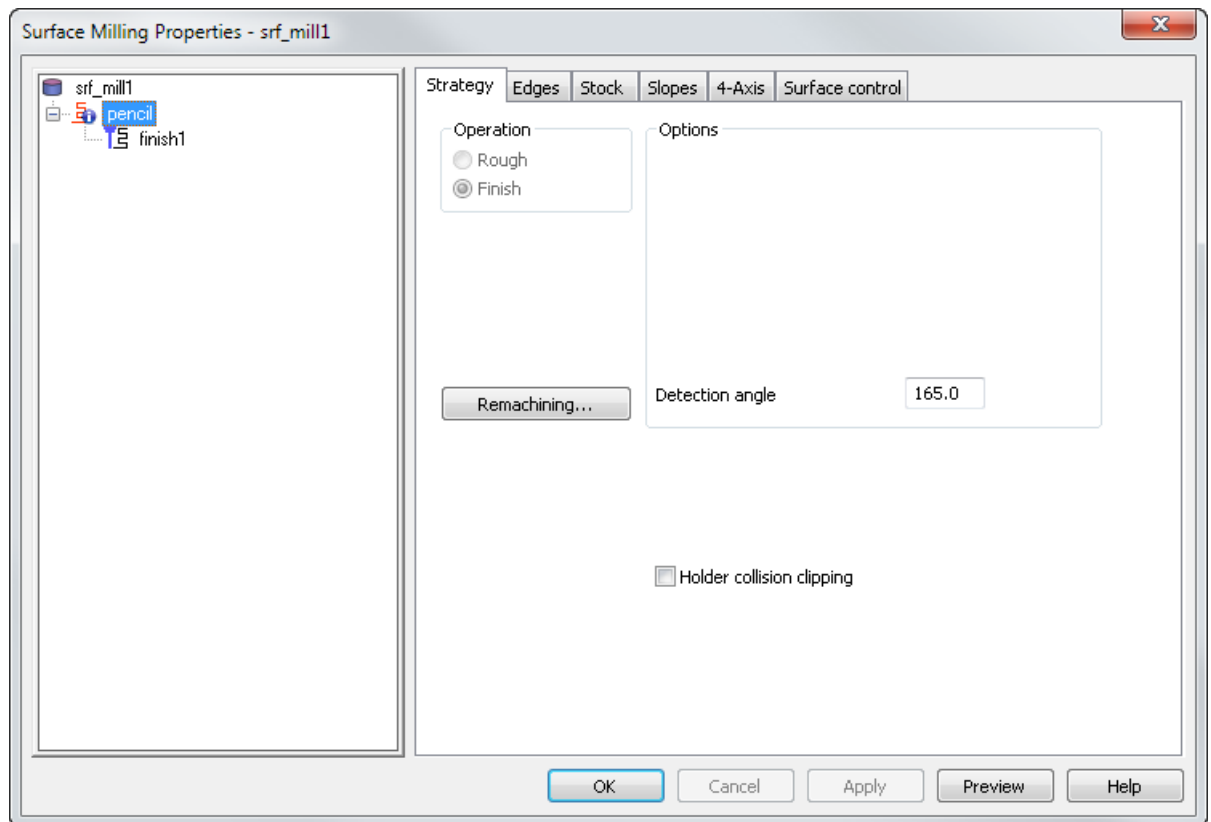 Surface Milling Properties - srf_mill1
srf_mill1
pencil
finish1
Strategy Edges Stock Slopes 4-Axis Surface control
Operation
Rough
Finish
Remachining...
Options
Detection angle 165.0
Holder collision clipping
OK Cancel Apply Preview Help